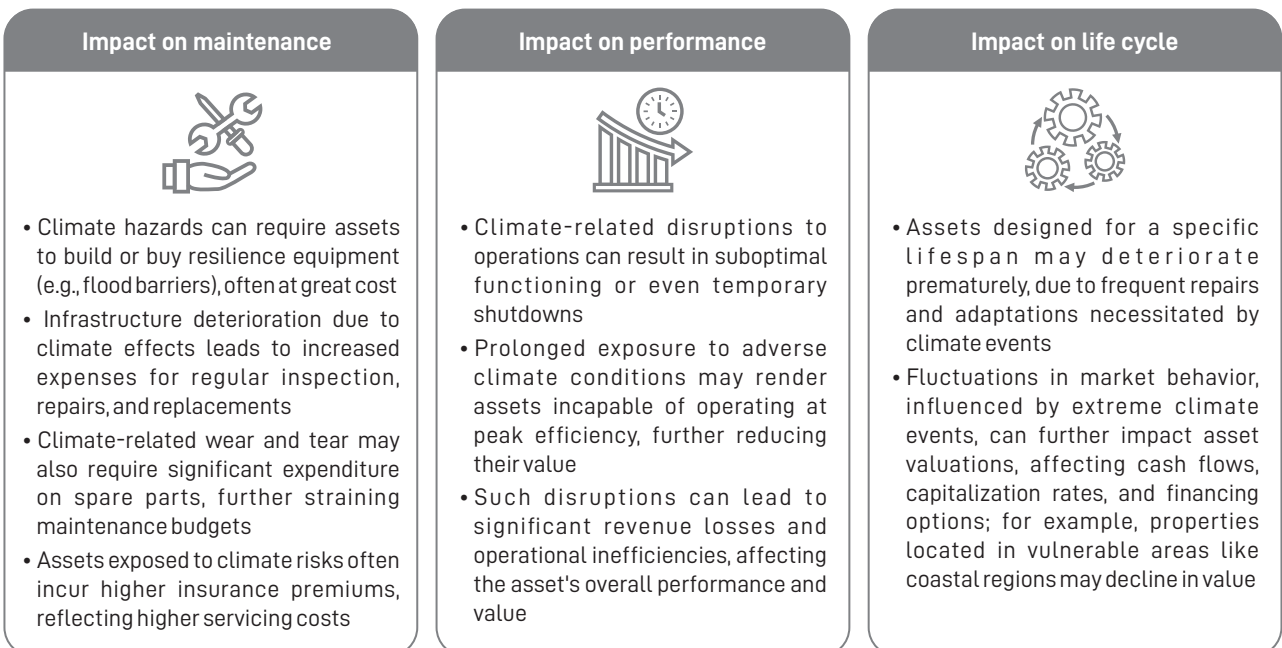 Impact on maintenance
• Climate hazards can require assets
to build or buy resilience equipment
(e.g., flood barriers), often at great cost
• Infrastructure deterioration due to
climate effects leads to increased
expenses for regular inspection,
repairs, and replacements
• Climate-related wear and tear may
also require significant expenditure
on spare parts, further straining
maintenance budgets
• Assets exposed to climate risks often
incur higher insurance premiums,
reflecting higher servicing costs
Impact on performance
• Climate-related disruptions to
operations can result in suboptimal
functioning or even temporary
shutdowns
• Prolonged exposure to adverse
climate conditions may render
assets incapable of operating at
peak efficiency, further reducing
their value
• Such disruptions can lead to
significant revenue losses and
operational inefficiencies, affecting
the asset's overall performance and
value
Impact on life cycle
• Assets designed for a specific
lifespan may deteriorate
prematurely, due to frequent repairs
and adaptations necessitated by
climate events
• Fluctuations in market behavior,
influenced by extreme climate
events, can further impact asset
valuations, affecting cash flows,
capitalization rates, and financing
options; for example, properties
located in vulnerable areas like
coastal regions may decline in value